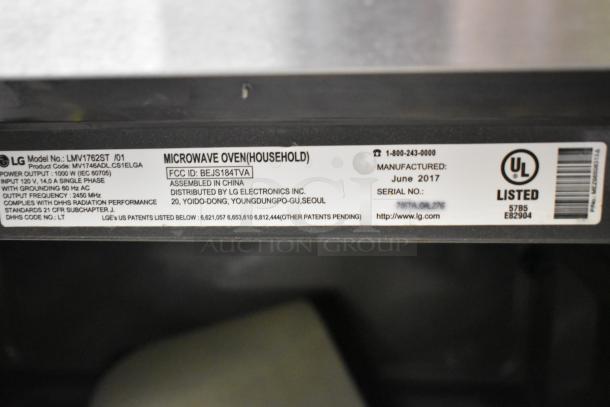 LG Model No.: LMV1762ST /01
Product Code: MV1746ADL.CS1ELGA
POWER OUTPUT : 1000 W (IEC 60705)
INPUT 120 V, 14.0 A SINGLE PHASE
WITH GROUNDING 60 Hz AC
OUTPUT FREQUENCY : 2450 MHz
COMPLIES WITH DHHS RADIATION PERFORMANCE
STANDARDS 21 CFR SUBCHAPTER J.
DHHS CODE NO.: LT
MICROWAVE OVEN(HOUSEHOLD)
FCC ID: BEJS184TVA
ASSEMBLED IN CHINA
DISTRIBUTED BY LG ELECTRONICS INC.
20, YOIDO-DONG, YOUNGDUNGPO-GU,SEOUL
LGE's US PATENTS LISTED BELOW : 6,621,057 6,653,610 6,812,444(OTHER PATENTS PENDING)
☎ 1-800-243-0000
MANUFACTURED:
June 2017
SERIAL NO.:
http://www.lg.com
UL
LISTED
57B5
E82904
AUCTION GROUP